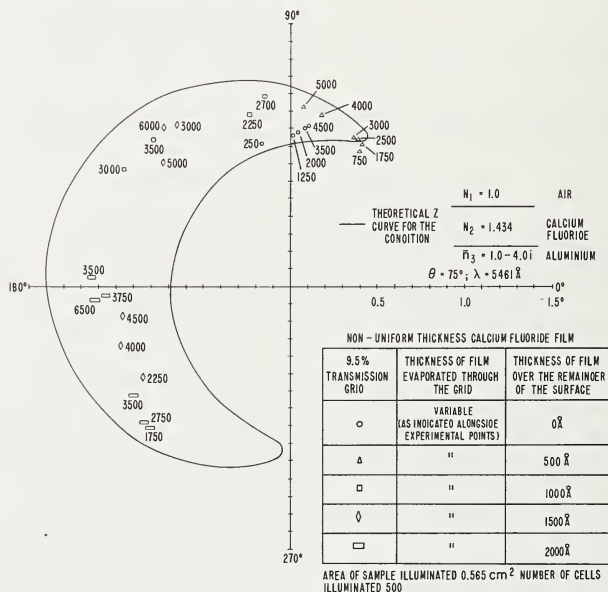 90°
5000
4000
2700
6000 3000
2250
4500
3000
2500
3500
250
3500
2000
1750
5000
1250
750
3000
N₁ = 1.0 AIR
THEORETICAL Z
CURVE FOR THE
CONDITION
N₂ = 1.434 CALCIUM
FLUORIDE
n̄₃ = 1.0-4.0i ALUMINIUM
θ = 75°; λ = 5461Å
180°
3500
0°
3750
0.5 1.0 1.5°
6500
4500
4000
2250
3500
2750
1750
270°
NON-UNIFORM THICKNESS CALCIUM FLUORIDE FILM
9.5%
TRANSMISSION
GRID
THICKNESS OF FILM
EVAPORATED THROUGH
THE GRID
THICKNESS OF FILM
OVER THE REMAINDER
OF THE SURFACE
VARIABLE
(AS INDICATED ALONGSIDE
EXPERIMENTAL POINTS)
0Å
" 500Å
" 1000Å
" 1500Å
" 2000Å
AREA OF SAMPLE ILLUMINATED 0.565 cm² NUMBER OF CELLS
ILLUMINATED 500